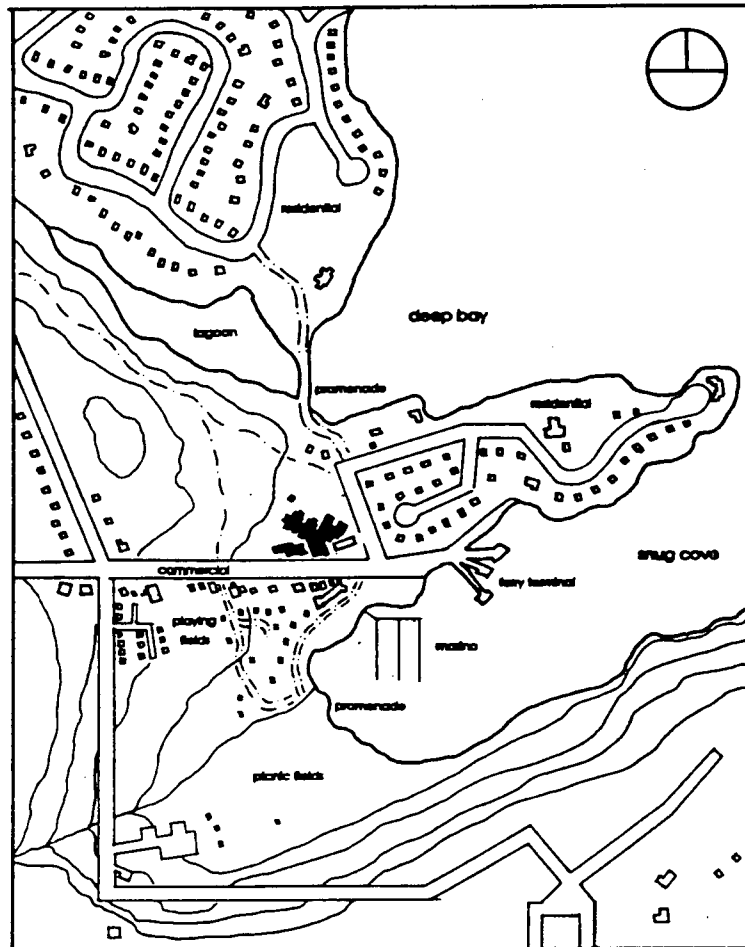 residential
deep bay
lagoon
promenade
residential
snug cove
commercial
ferry terminal
playing
fields
marina
promenade
picnic fields